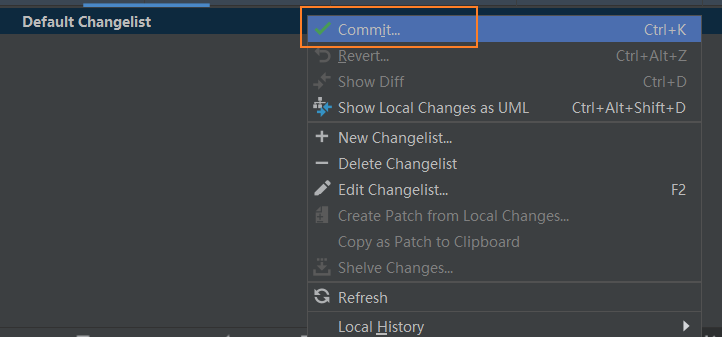 Default Changelist
Commit... Ctrl+K
Revert... Ctrl+Alt+Z
Show Diff Ctrl+D
Show Local Changes as UML Ctrl+Alt+Shift+D
New Changelist...
Delete Changelist
Edit Changelist... F2
Create Patch from Local Changes...
Copy as Patch to Clipboard
Shelve Changes...
Refresh
Local History